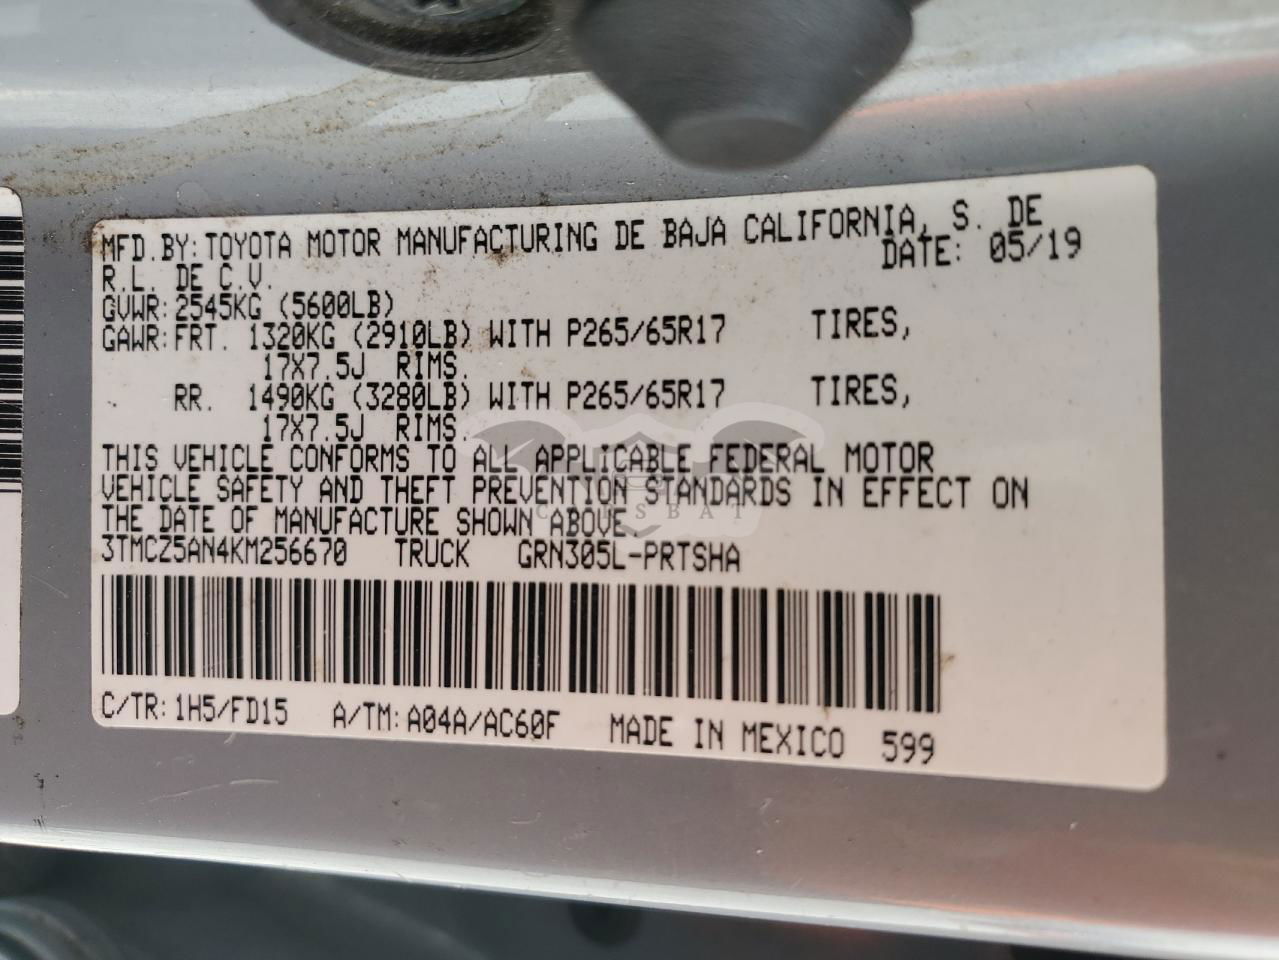 MFD.BY: TOYOTA MOTOR MANUFACTURING DE BAJA CALIFORNIA, S. DE
R.L. DE C.V. DATE: 05/19
GVWR: 2545KG (5600LB)
GAWR: FRT. 1320KG (2910LB) WITH P265/65R17 TIRES,
17X7.5J RIMS.
RR. 1490KG (3280LB) WITH P265/65R17 TIRES,
17X7.5J RIMS.
THIS VEHICLE CONFORMS TO ALL APPLICABLE FEDERAL MOTOR
VEHICLE SAFETY AND THEFT PREVENTION STANDARDS IN EFFECT ON
THE DATE OF MANUFACTURE SHOWN ABOVE.
CARSBAT
3TMCZ5AN4KM256670 TRUCK GRN305L-PRTSHA
C/TR: 1H5/FD15 A/TM: A04A/AC60F MADE IN MEXICO 599